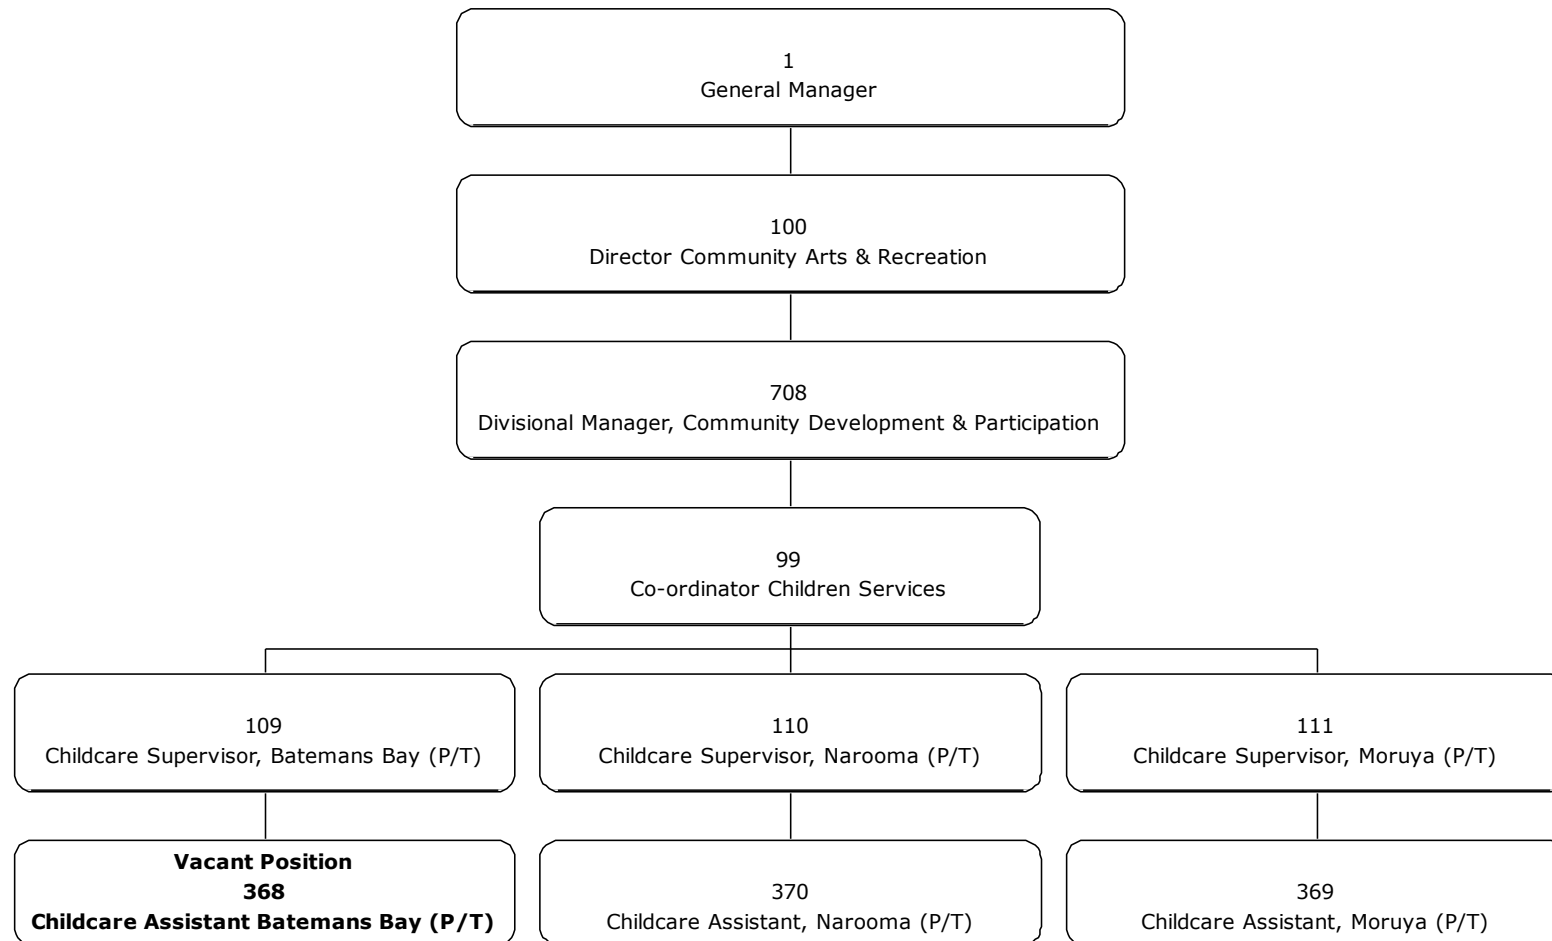 1
General Manager
100
Director Community Arts & Recreation
708
Divisional Manager, Community Development & Participation
99
Co-ordinator Children Services
109
Childcare Supervisor, Batemans Bay (P/T)
110
Childcare Supervisor, Narooma (P/T)
111
Childcare Supervisor, Moruya (P/T)
Vacant Position
368
Childcare Assistant Batemans Bay (P/T)
370
Childcare Assistant, Narooma (P/T)
369
Childcare Assistant, Moruya (P/T)